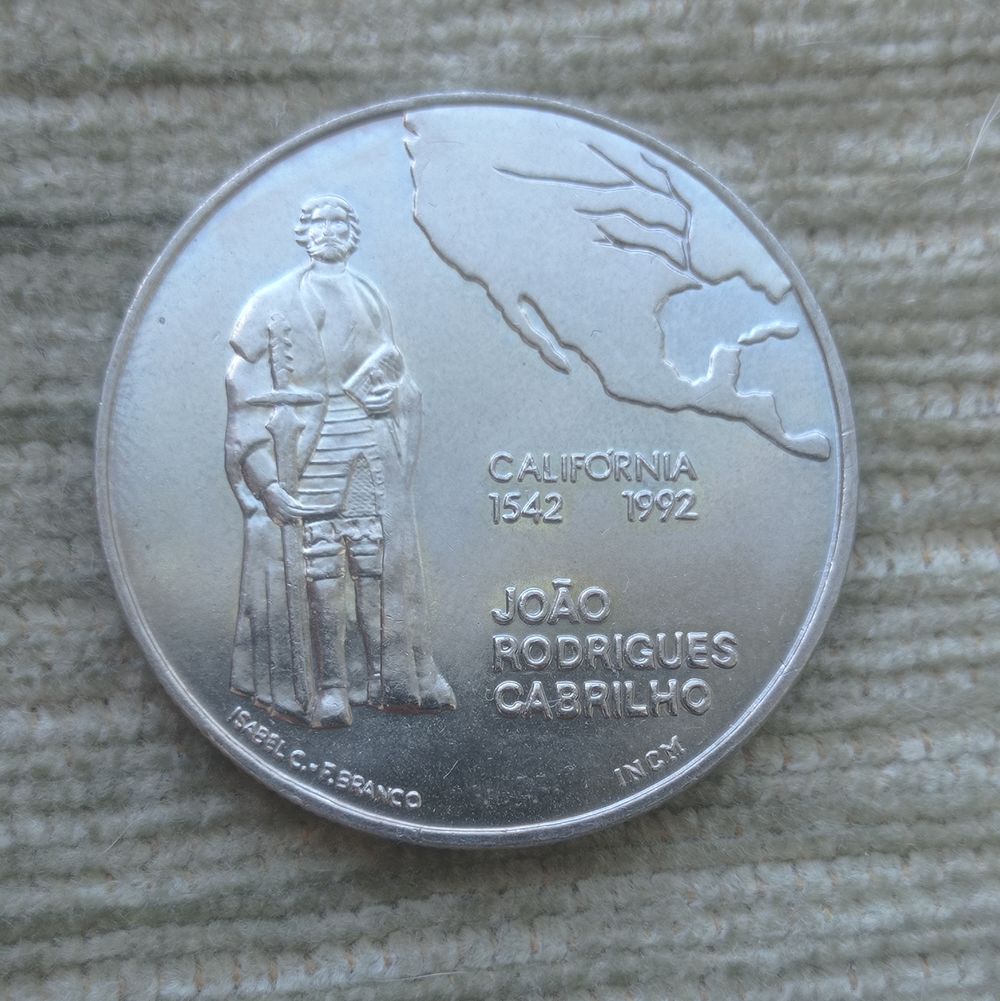 CALIFÓRNIA
1542 1992
JOÃO
RODRIGUES
CABRILHO
ISABEL C. - F. BRANCO
INCM